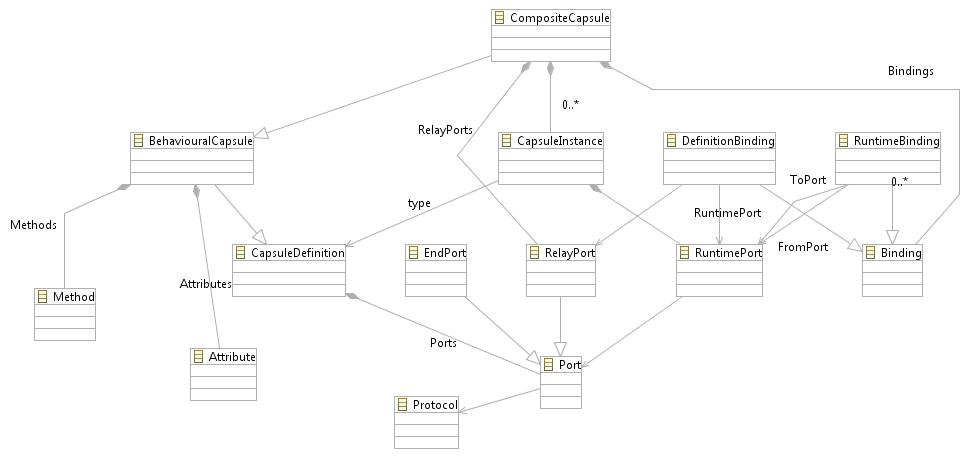 CompositeCapsule
Bindings
0..*
RelayPorts
BehaviouralCapsule
CapsuleInstance
DefinitionBinding
RuntimeBinding
ToPort
0..*
type
RuntimePort
Methods
FromPort
CapsuleDefinition
EndPort
RelayPort
RuntimePort
Binding
Attributes
Method
Ports
Attribute
Port
Protocol